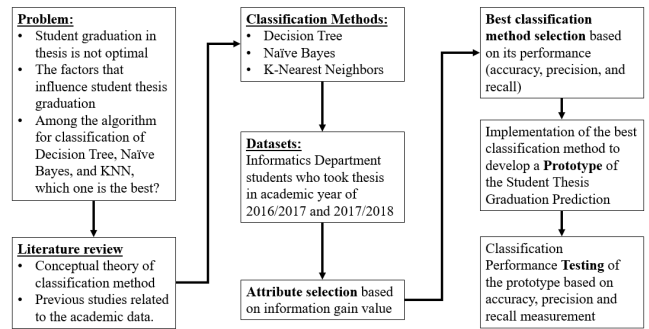 Problem:
• Student graduation in
thesis is not optimal
• The factors that
influence student thesis
graduation
• Among the algorithm
for classification of
Decision Tree, Naïve
Bayes, and KNN,
which one is the best?
Literature review
• Conceptual theory of
classification method
• Previous studies related
to the academic data.
Classification Methods:
• Decision Tree
• Naïve Bayes
• K-Nearest Neighbors
Datasets:
Informatics Department
students who took thesis
in academic year of
2016/2017 and 2017/2018
Attribute selection based
on information gain value
Best classification
method selection based
on its performance
(accuracy, precision, and
recall)
Implementation of the best
classification method to
develop a Prototype of
the Student Thesis
Graduation Prediction
Classification
Performance Testing of
the prototype based on
accuracy, precision and
recall measurement